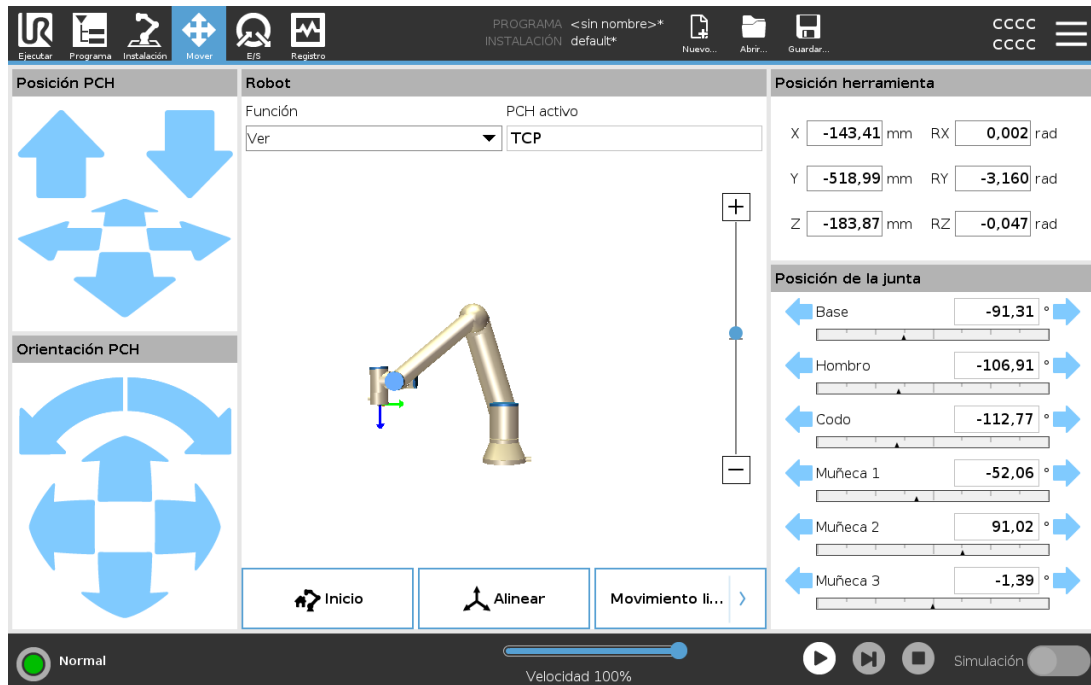 PROGRAMA <sin nombre>*
INSTALACIÓN default*
CCCC
CCCC
Ejecutar Programa Instalación Mover E/S Registro Nuevo... Abrir... Guardar...
Posición PCH
Orientación PCH
Robot
Función PCH activo
Ver TCP
+
−
Inicio Alinear Movimiento li... >
Posición herramienta
X -143,41 mm RX 0,002 rad
Y -518,99 mm RY -3,160 rad
Z -183,87 mm RZ -0,047 rad
Posición de la junta
Base -91,31 °
Hombro -106,91 °
Codo -112,77 °
Muñeca 1 -52,06 °
Muñeca 2 91,02 °
Muñeca 3 -1,39 °
Normal
Velocidad 100%
Simulación